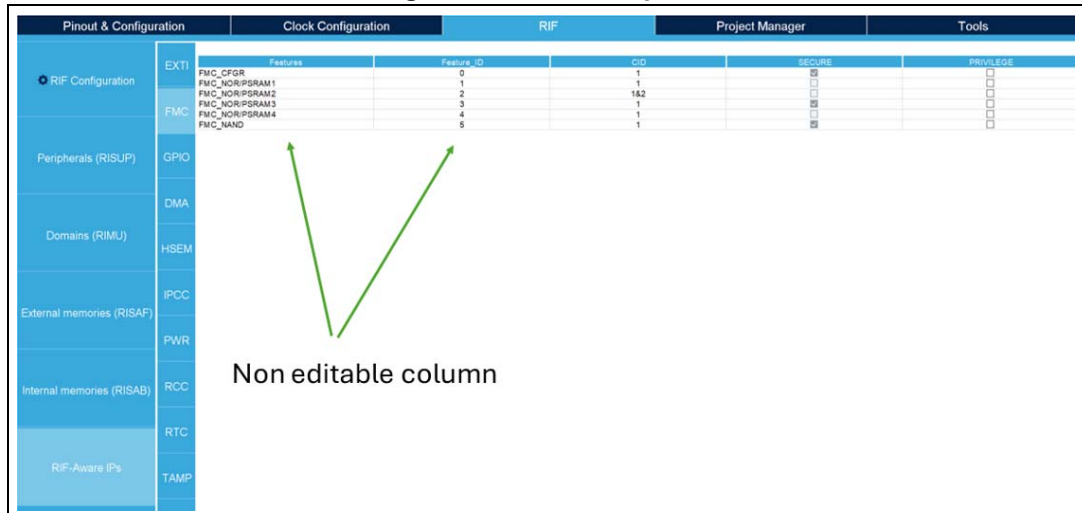 Pinout & Configuration Clock Configuration RIF Project Manager Tools
RIF Configuration
Peripherals (RISUP)
Domains (RIMU)
External memories (RISAF)
Internal memories (RISAB)
RIF-Aware IPs
EXTI
FMC
GPIO
DMA
HSEM
IPCC
PWR
RCC
RTC
TAMP
Features Feature_ID CID SECURE PRIVILEGE
FMC_CFGR 0 1
FMC_NOR/PSRAM1 1 1
FMC_NOR/PSRAM2 2 1&2
FMC_NOR/PSRAM3 3 1
FMC_NOR/PSRAM4 4 1
FMC_NAND 5 1
Non editable column